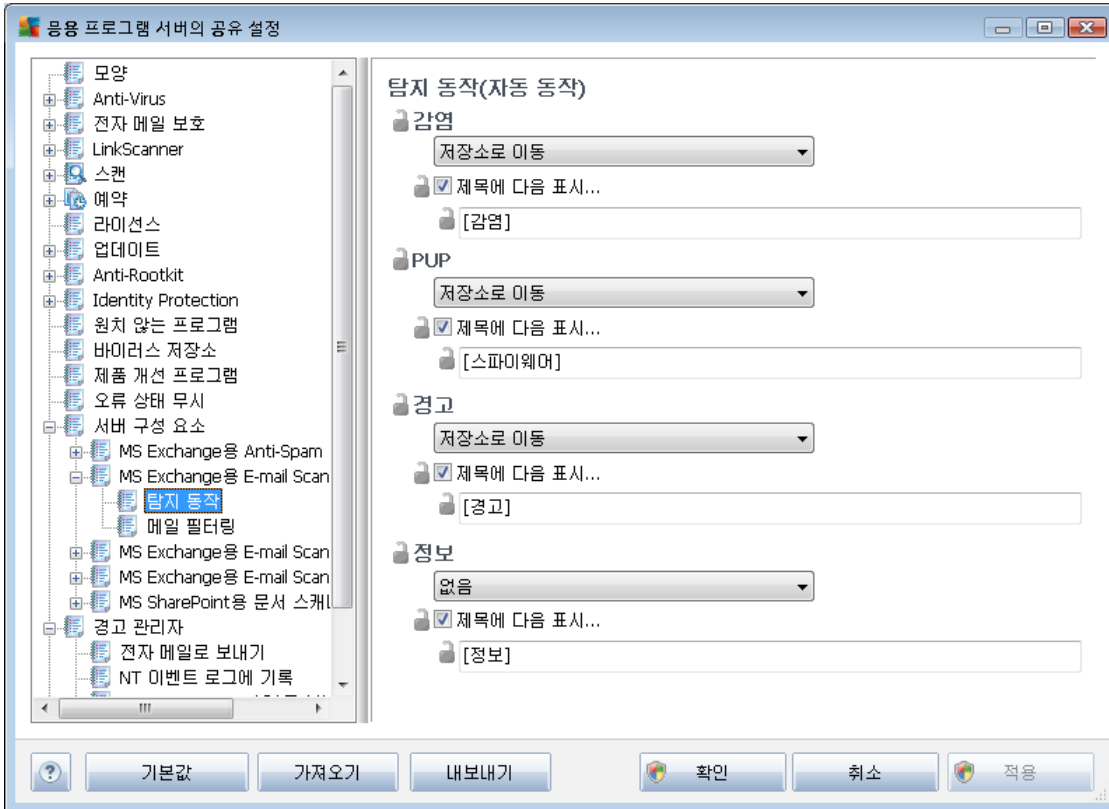 응용 프로그램 서버의 공유 설정
모양
Anti-Virus
전자 메일 보호
LinkScanner
스캔
예약
라이선스
업데이트
Anti-Rootkit
Identity Protection
원치 않는 프로그램
바이러스 저장소
제품 개선 프로그램
오류 상태 무시
서버 구성 요소
MS Exchange용 Anti-Spam
MS Exchange용 E-mail Scan
탐지 동작
메일 필터링
MS Exchange용 E-mail Scan
MS Exchange용 E-mail Scan
MS SharePoint용 문서 스캐
경고 관리자
전자 메일로 보내기
NT 이벤트 로그에 기록
탐지 동작(자동 동작)
감염
저장소로 이동
제목에 다음 표시...
[감염]
PUP
저장소로 이동
제목에 다음 표시...
[스파이웨어]
경고
저장소로 이동
제목에 다음 표시...
[경고]
정보
없음
제목에 다음 표시...
[정보]
? 기본값 가져오기 내보내기 확인 취소 적용